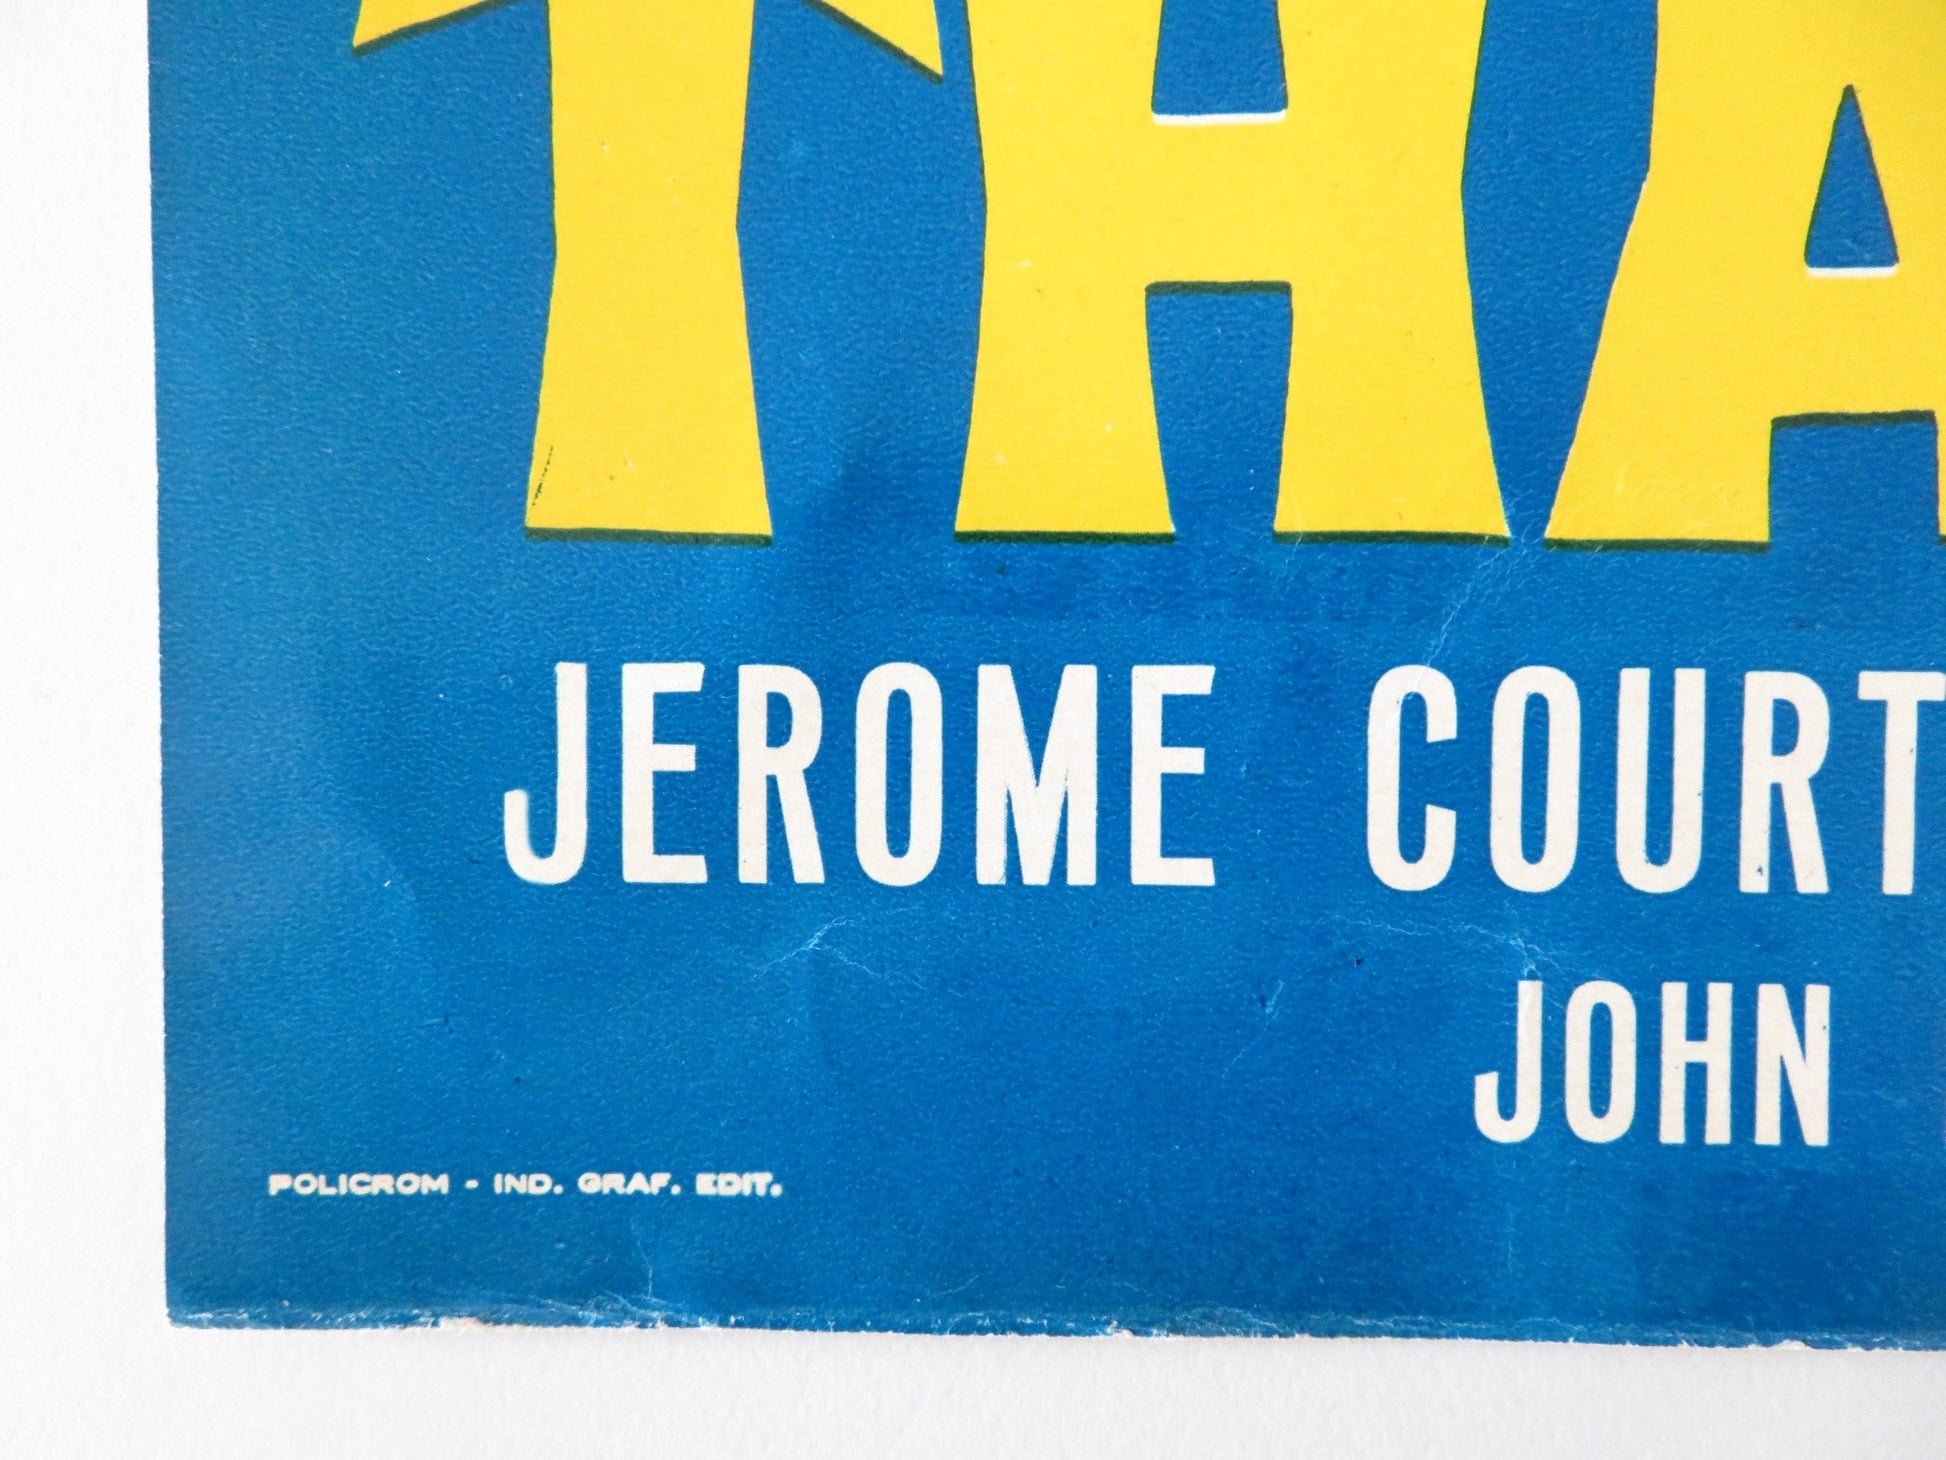 THA
JEROME COURT
JOHN
POLICROM - IND. GRAF. EDIT.